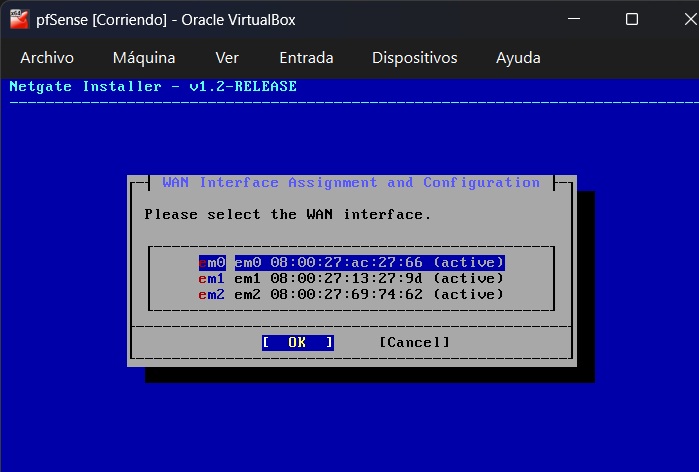 pfSense [Corriendo] - Oracle VirtualBox
Archivo Máquina Ver Entrada Dispositivos Ayuda
Netgate Installer - v1.2-RELEASE
WAN Interface Assignment and Configuration
Please select the WAN interface.
em0 em0 08:00:27:ac:27:66 (active)
em1 em1 08:00:27:13:27:9d (active)
em2 em2 08:00:27:69:74:62 (active)
[ OK ] [Cancel]